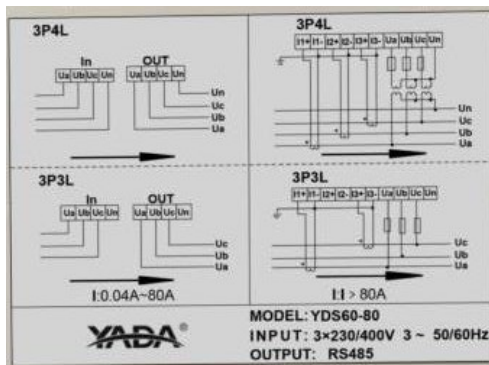 3P4L
In
OUT
Ua Ub Uc Un
Ua Ub Uc Un
Un
Uc
Ub
Ua
3P4L
I1+ I1- I2+ I2- I3+ I3- Ua Ub Uc Un
Un
Uc
Ub
Ua
3P3L
In
OUT
Ua Ub Uc Un
Ua Ub Uc Un
Uc
Ub
Ua
I:0.04A~80A
3P3L
I1+ I1- I2+ I2- I3+ I3- Ua Ub Uc Un
Uc
Ub
Ua
I:I > 80A
YADA®
MODEL: YDS60-80
INPUT: 3×230/400V 3~ 50/60Hz
OUTPUT: RS485